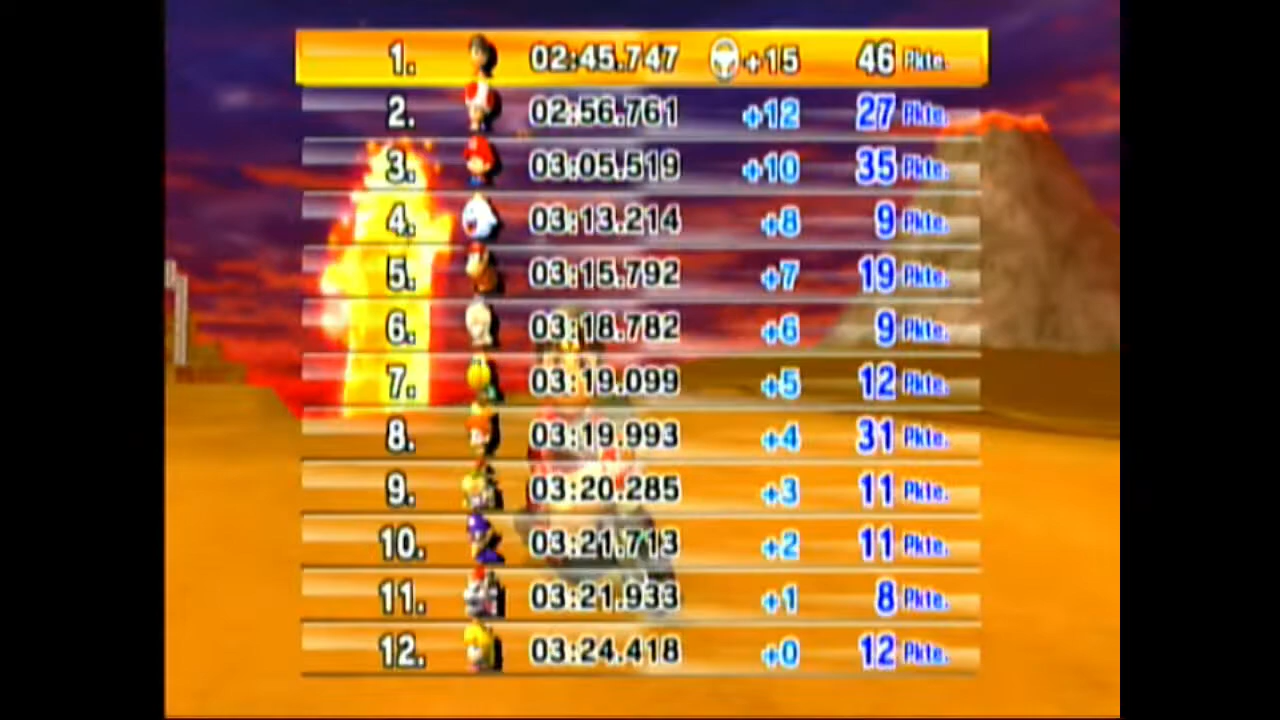 1. 02:45.747 +15 46 Pkte.
2. 02:56.761 +12 27 Pkte.
3. 03:05.519 +10 35 Pkte.
4. 03:13.214 +8 9 Pkte.
5. 03:15.792 +7 19 Pkte.
6. 03:18.782 +6 9 Pkte.
7. 03:19.099 +5 12 Pkte.
8. 03:19.993 +4 31 Pkte.
9. 03:20.285 +3 11 Pkte.
10. 03:21.713 +2 11 Pkte.
11. 03:21.933 +1 8 Pkte.
12. 03:24.418 +0 12 Pkte.